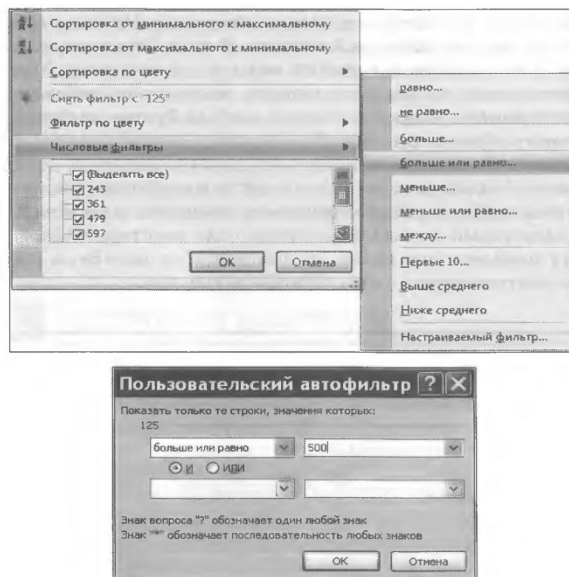 Сортировка от минимального к максимальному
Сортировка от максимального к минимальному
Сортировка по цвету
Снять фильтр с "125"
Фильтр по цвету
Числовые фильтры
(Выделить все)
243
361
479
597
ОК
Отмена
равно...
не равно...
больше...
больше или равно...
меньше...
меньше или равно...
между...
Первые 10...
Выше среднего
Ниже среднего
Настраиваемый фильтр...
Пользовательский автофильтр
Показать только те строки, значения которых:
125
больше или равно 500
И ИЛИ
Знак вопроса "?" обозначает один любой знак
Знак "*" обозначает последовательность любых знаков
ОК Отмена